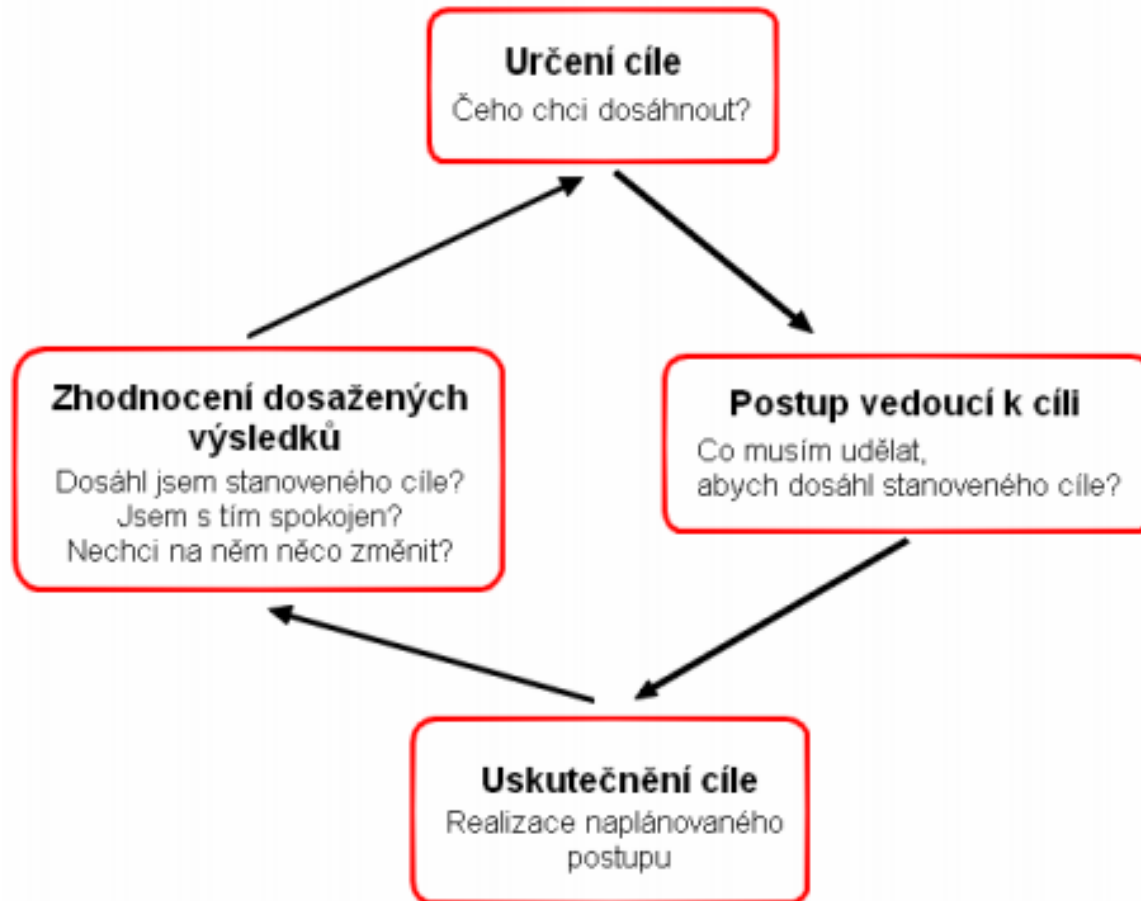 Určení cíle
Čeho chci dosáhnout?
Postup vedoucí k cíli
Co musím udělat,
abych dosáhl stanoveného cíle?
Uskutečnění cíle
Realizace naplánovaného
postupu
Zhodnocení dosažených
výsledků
Dosáhl jsem stanoveného cíle?
Jsem s tím spokojen?
Nechci na něm něco změnit?